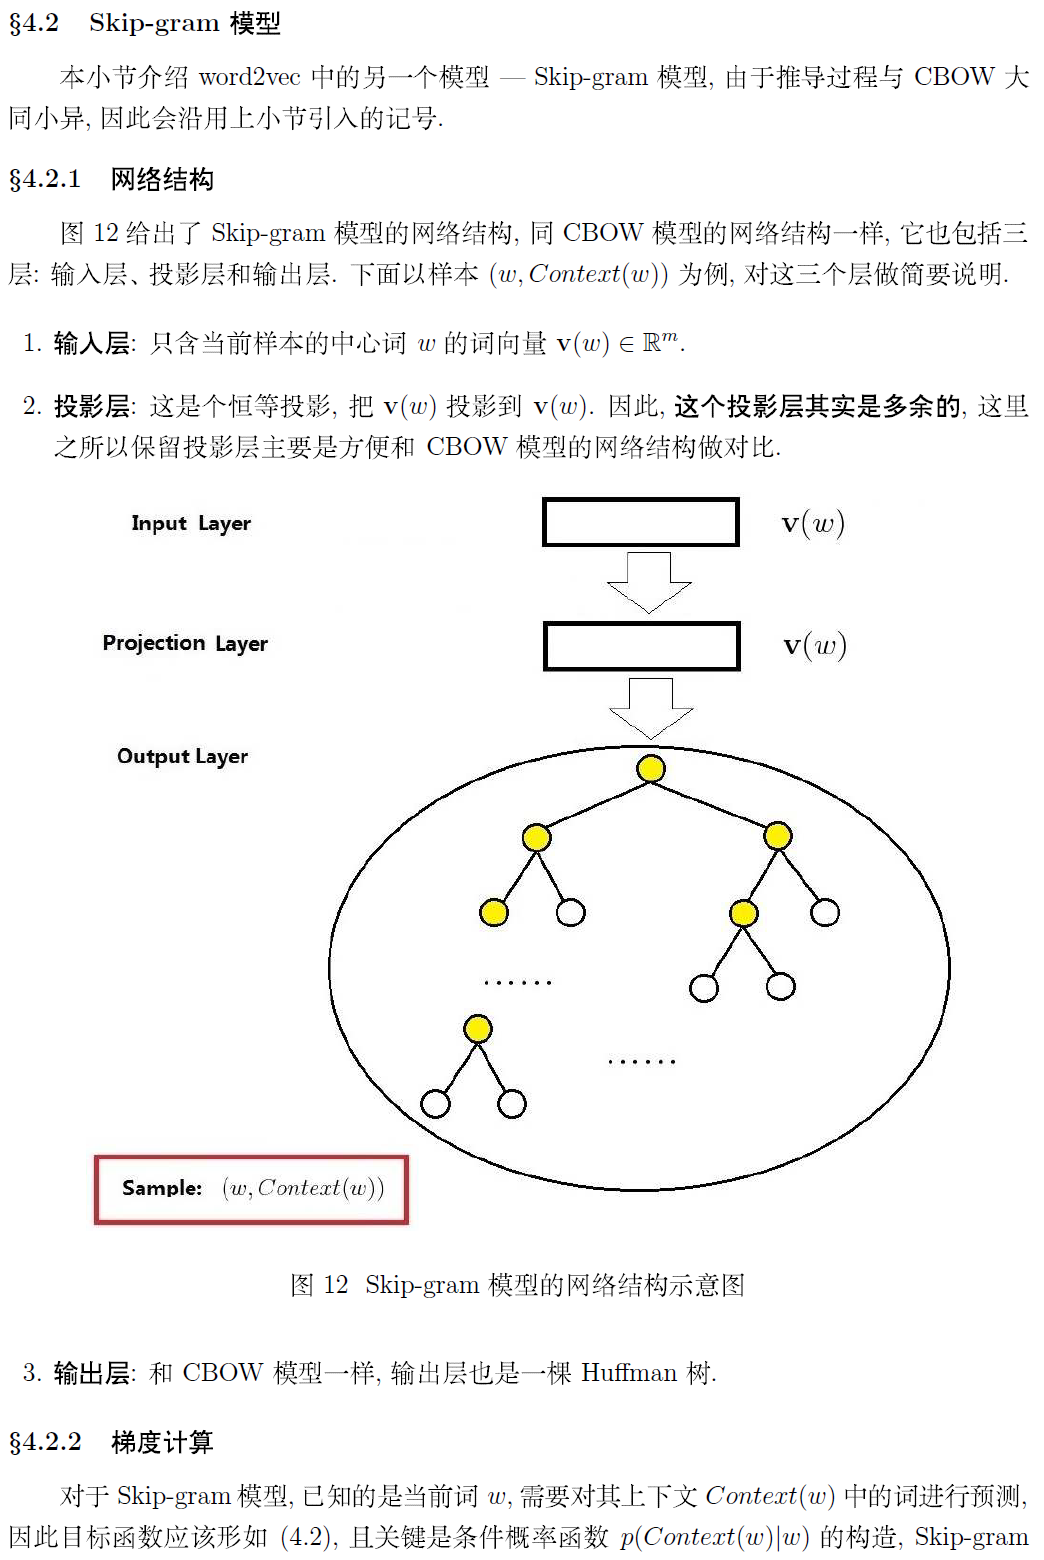 §4.2 Skip-gram 模型
本小节介绍 word2vec 中的另一个模型 — Skip-gram 模型, 由于推导过程与 CBOW 大
同小异, 因此会沿用上小节引入的记号.
§4.2.1 网络结构
图 12 给出了 Skip-gram 模型的网络结构, 同 CBOW 模型的网络结构一样, 它也包括三
层: 输入层、投影层和输出层. 下面以样本 (w, Context(w)) 为例, 对这三个层做简要说明.
1. 输入层: 只含当前样本的中心词 w 的词向量 v(w) ∈ ℝᵐ.
2. 投影层: 这是个恒等投影, 把 v(w) 投影到 v(w). 因此, 这个投影层其实是多余的, 这里
之所以保留投影层主要是方便和 CBOW 模型的网络结构做对比.
Input Layer v(w)
Projection Layer v(w)
Output Layer
......
......
Sample: (w, Context(w))
图 12 Skip-gram 模型的网络结构示意图
3. 输出层: 和 CBOW 模型一样, 输出层也是一棵 Huffman 树.
§4.2.2 梯度计算
对于 Skip-gram 模型, 已知的是当前词 w, 需要对其上下文 Context(w) 中的词进行预测,
因此目标函数应该形如 (4.2), 且关键是条件概率函数 p(Context(w)|w) 的构造, Skip-gram